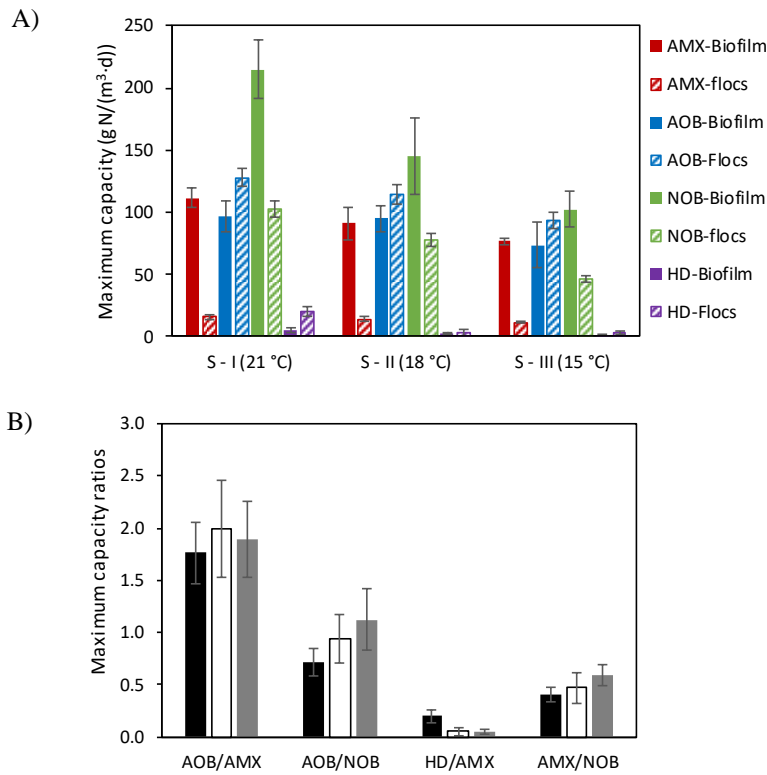 A)
Maximum capacity (g N/(m³·d))
250
200
150
100
50
0
S - I (21 °C)
S - II (18 °C)
S - III (15 °C)
AMX-Biofilm
AMX-flocs
AOB-Biofilm
AOB-Flocs
NOB-Biofilm
NOB-flocs
HD-Biofilm
HD-Flocs
B)
Maximum capacity ratios
3.0
2.5
2.0
1.5
1.0
0.5
0.0
AOB/AMX
AOB/NOB
HD/AMX
AMX/NOB